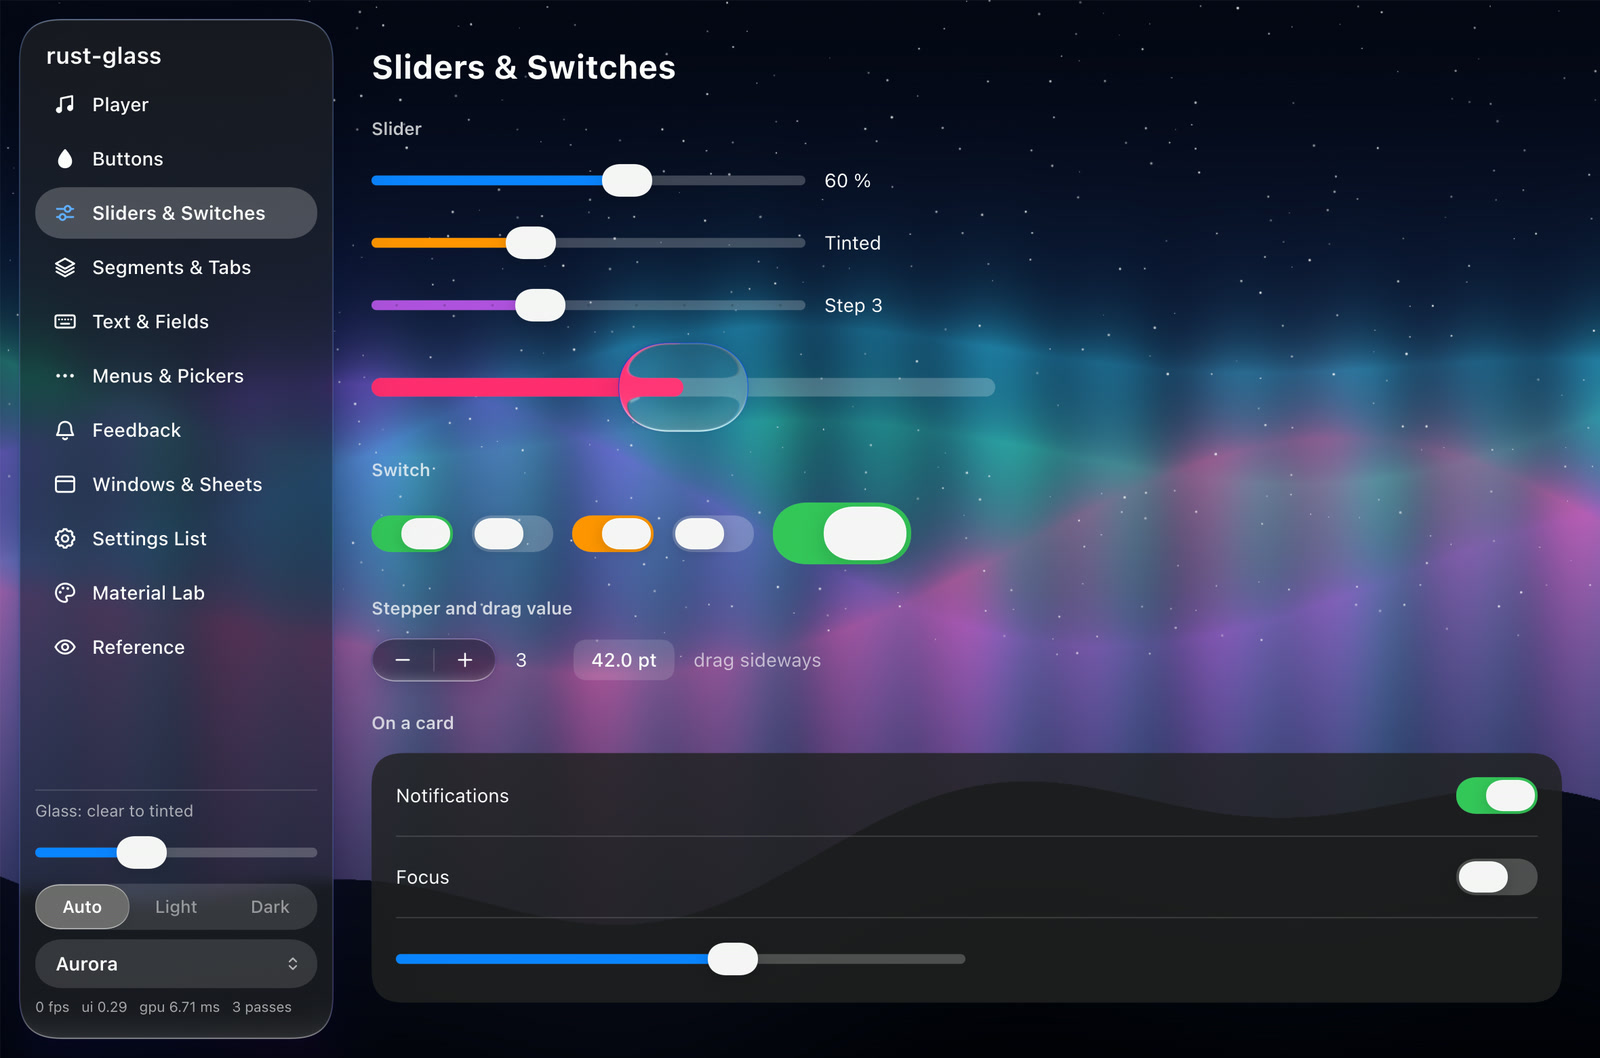 rust-glass
Player
Buttons
Sliders & Switches
Segments & Tabs
Text & Fields
Menus & Pickers
Feedback
Windows & Sheets
Settings List
Material Lab
Reference
Glass: clear to tinted
Auto Light Dark
Aurora
0 fps ui 0.29 gpu 6.71 ms 3 passes
Sliders & Switches
Slider
60 %
Tinted
Step 3
Switch
Stepper and drag value
− + 3 42.0 pt drag sideways
On a card
Notifications
Focus